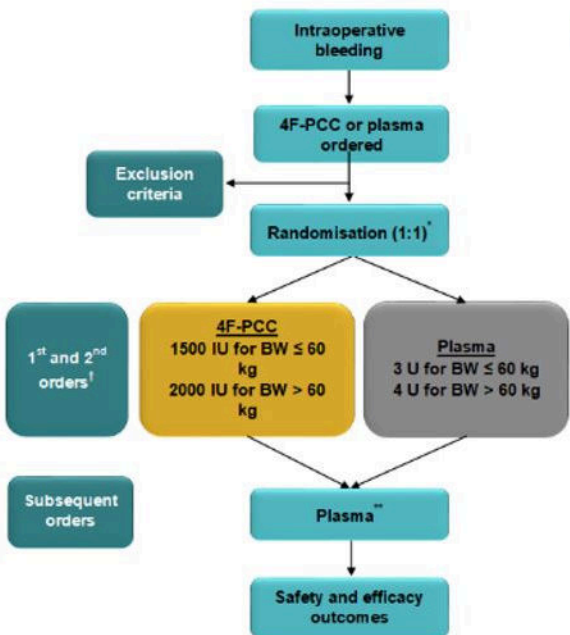 Intraoperative
bleeding
4F-PCC or plasma
ordered
Exclusion
criteria
Randomisation (1:1)*
1st and 2nd
orders†
4F-PCC
1500 IU for BW ≤ 60
kg
2000 IU for BW > 60
kg
Plasma
3 U for BW ≤ 60 kg
4 U for BW > 60 kg
Subsequent
orders
Plasma**
Safety and efficacy
outcomes